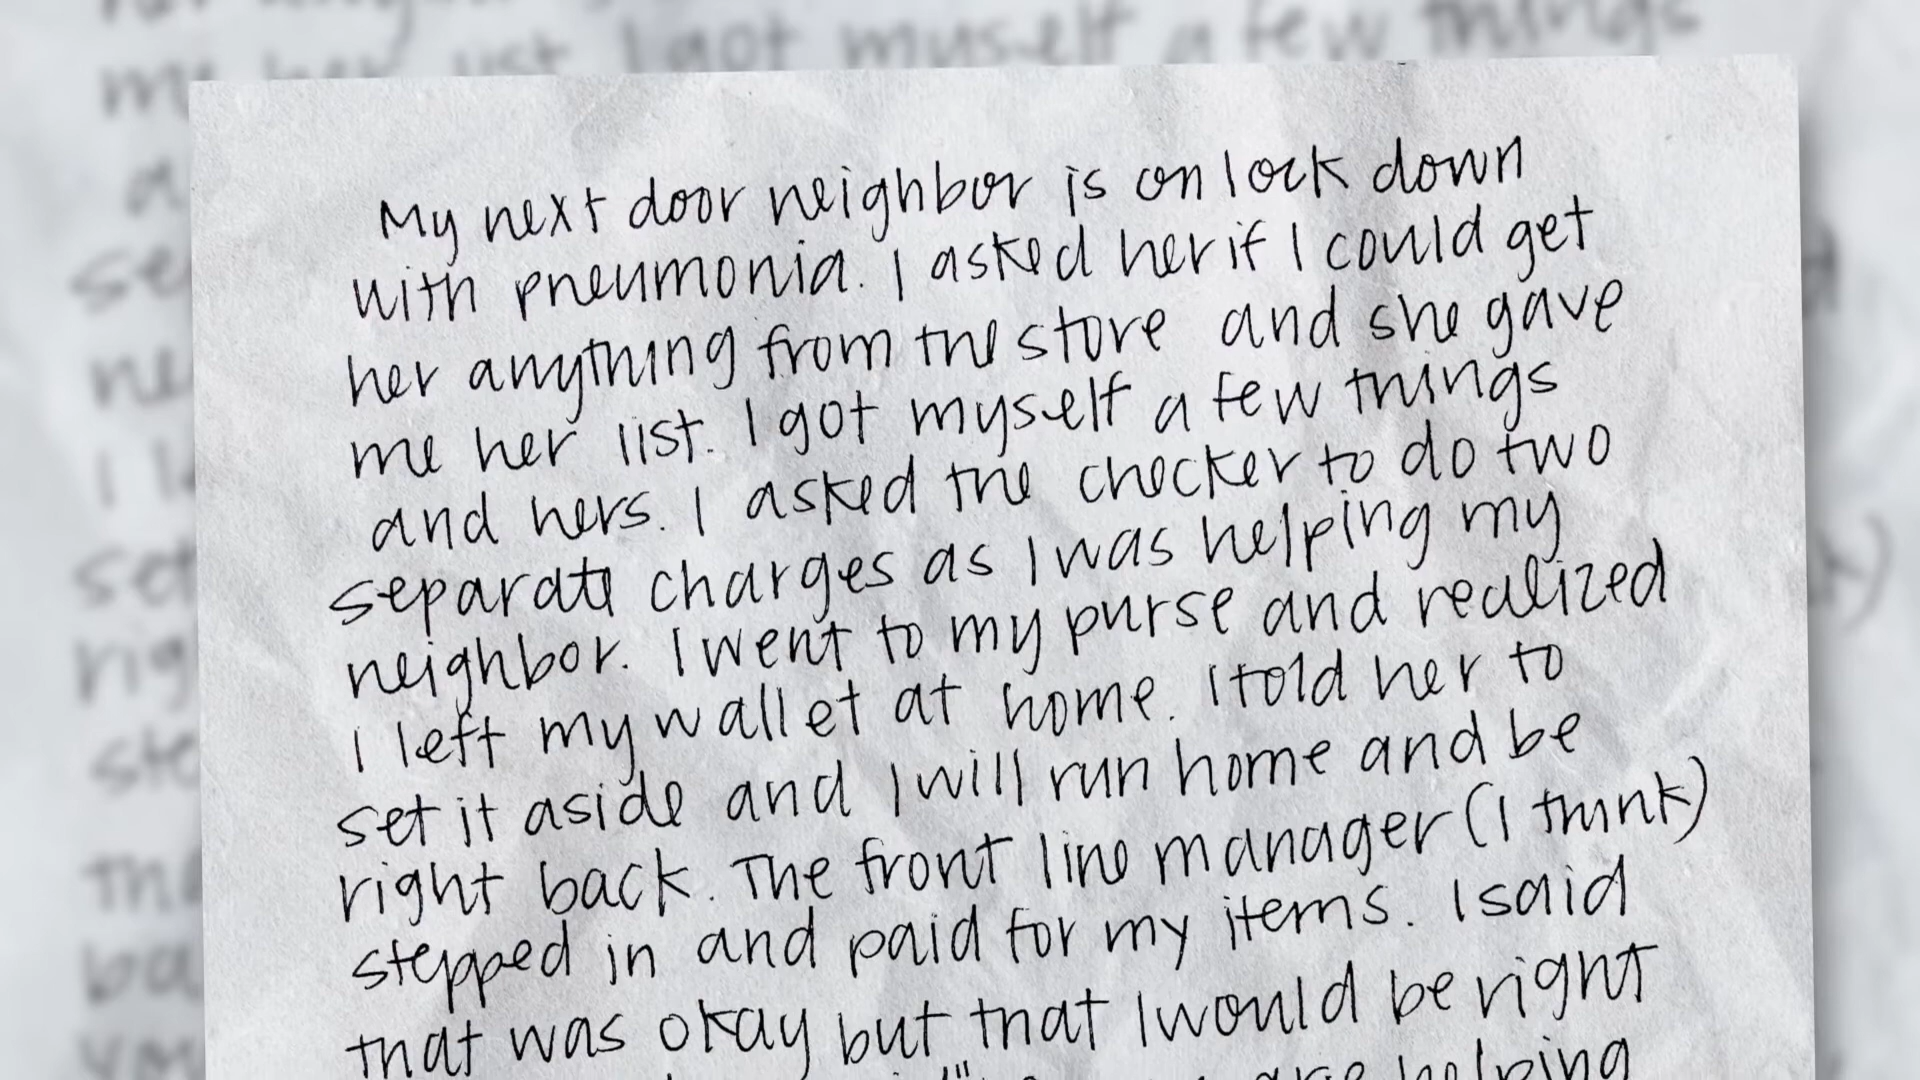 My next door neighbor is on lock down
with pneumonia. I asked her if I could get
her anything from the store and she gave
me her list. I got myself a few things
and hers. I asked the checker to do two
separate charges as I was helping my
neighbor. I went to my purse and realized
I left my wallet at home. I told her to
set it aside and I will run home and be
right back. The front line manager (I think)
stepped in and paid for my items. I said
that was okay but that I would be right
are helping